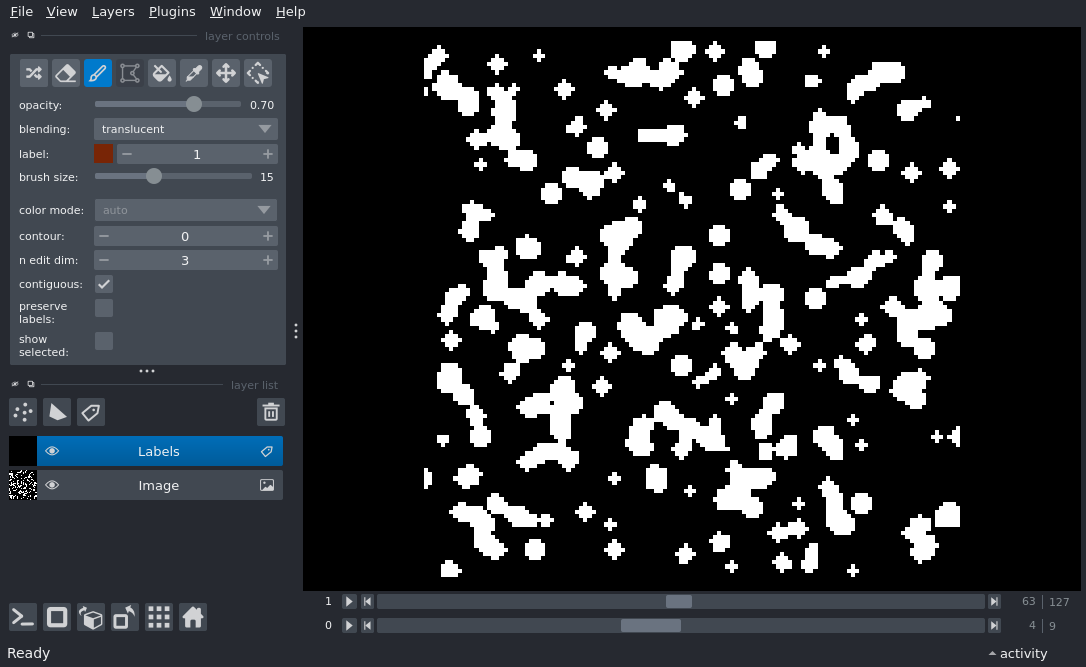 File View Layers Plugins Window Help
layer controls
opacity: 0.70
blending: translucent
label: 1
brush size: 15
color mode: auto
contour: 0
n edit dim: 3
contiguous:
preserve
labels:
show
selected:
layer list
Labels
Image
1 63 127
0 4 9
Ready activity